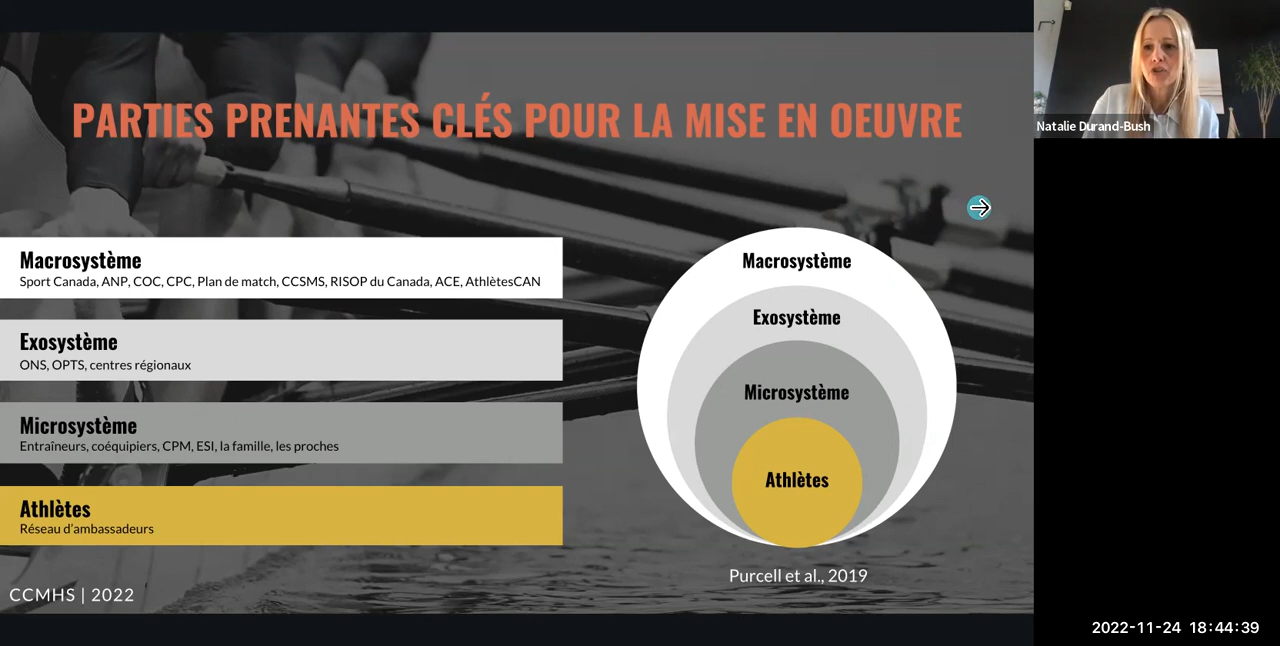 PARTIES PRENANTES CLÉS POUR LA MISE EN OEUVRE
Natalie Durand-Bush
Macrosystème
Sport Canada, ANP, COC, CPC, Plan de match, CCSMS, RISOP du Canada, ACE, AthlètesCAN
Exosystème
ONS, OPTS, centres régionaux
Microsystème
Entraîneurs, coéquipiers, CPM, ESI, la famille, les proches
Athlètes
Réseau d'ambassadeurs
Macrosystème
Exosystème
Microsystème
Athlètes
Purcell et al., 2019
CCMHS | 2022
2022-11-24 18:44:39